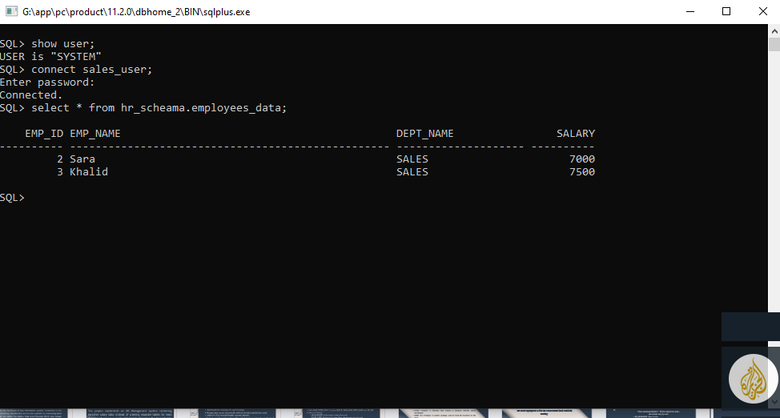 G:\app\pc\product\11.2.0\dbhome_2\BIN\sqlplus.exe
SQL> show user;
USER is "SYSTEM"
SQL> connect sales_user;
Enter password:
Connected.
SQL> select * from hr_scheama.employees_data;
EMP_ID EMP_NAME DEPT_NAME SALARY
---------- -------------------------------------------------- -------------------- ----------
2 Sara SALES 7000
3 Khalid SALES 7500
SQL>